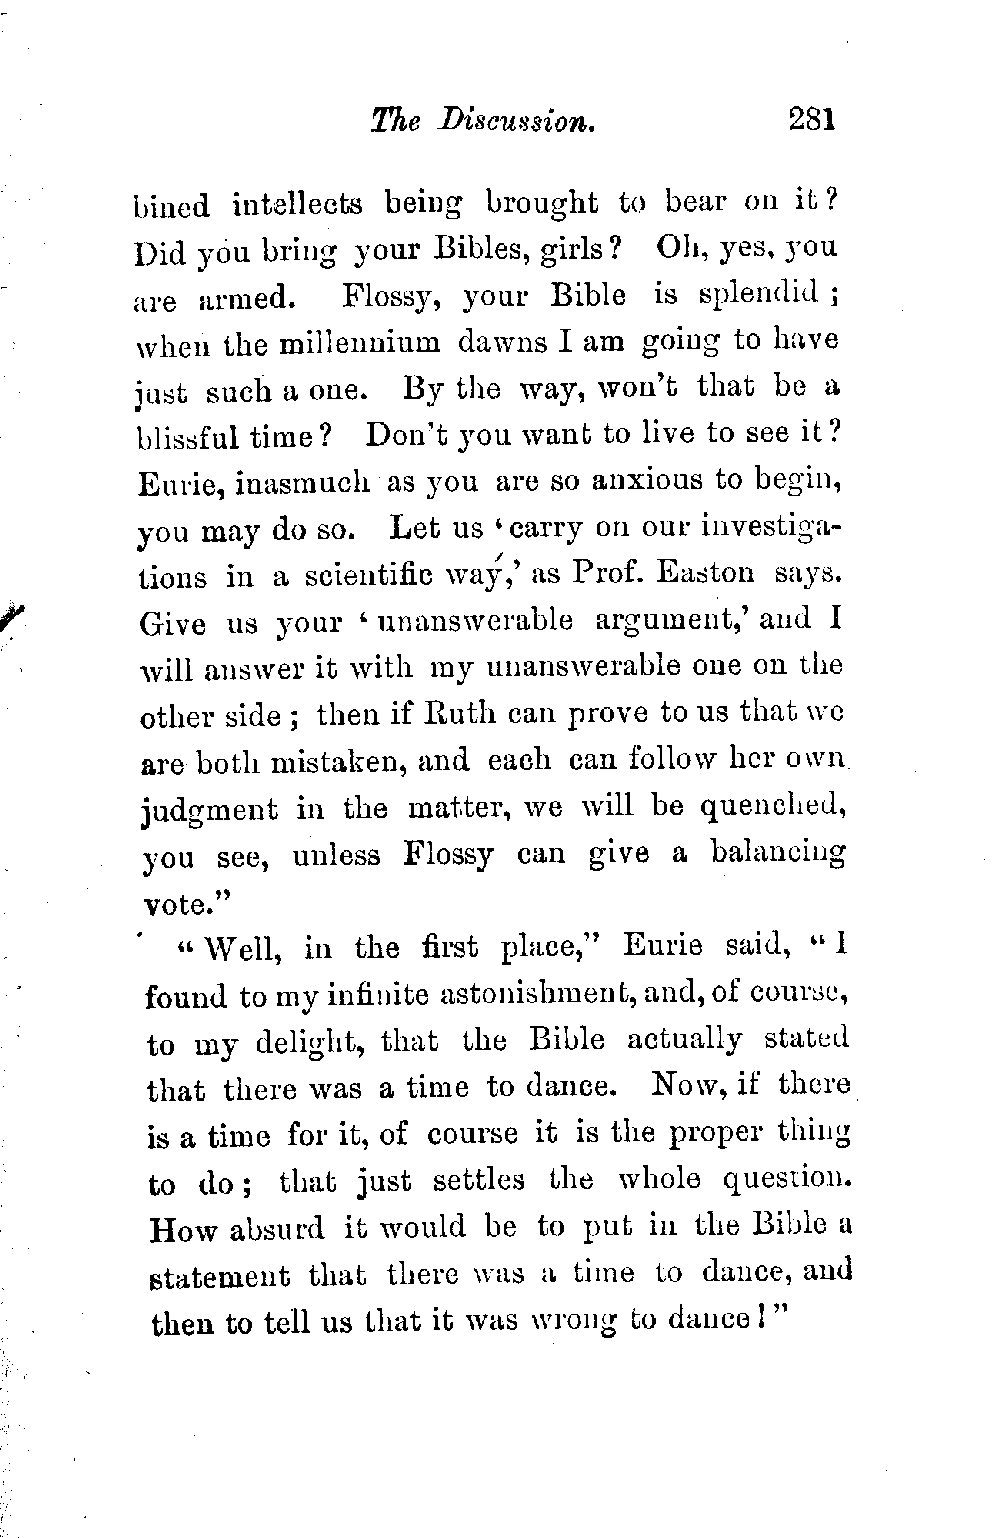 The Discussion. 281
bined intellects being brought to bear on it?
Did you bring your Bibles, girls? Oh, yes, you
are armed. Flossy, your Bible is splendid;
when the millennium dawns I am going to have
just such a one. By the way, won't that be a
blissful time? Don't you want to live to see it?
Eurie, inasmuch as you are so anxious to begin,
you may do so. Let us 'carry on our investiga-
tions in a scientific way,' as Prof. Easton says.
Give us your 'unanswerable argument,' and I
will answer it with my unanswerable one on the
other side; then if Ruth can prove to us that we
are both mistaken, and each can follow her own
judgment in the matter, we will be quenched,
you see, unless Flossy can give a balancing
vote."
"Well, in the first place," Eurie said, "I
found to my infinite astonishment, and, of course,
to my delight, that the Bible actually stated
that there was a time to dance. Now, if there
is a time for it, of course it is the proper thing
to do; that just settles the whole question.
How absurd it would be to put in the Bible a
statement that there was a time to dance, and
then to tell us that it was wrong to dance!"